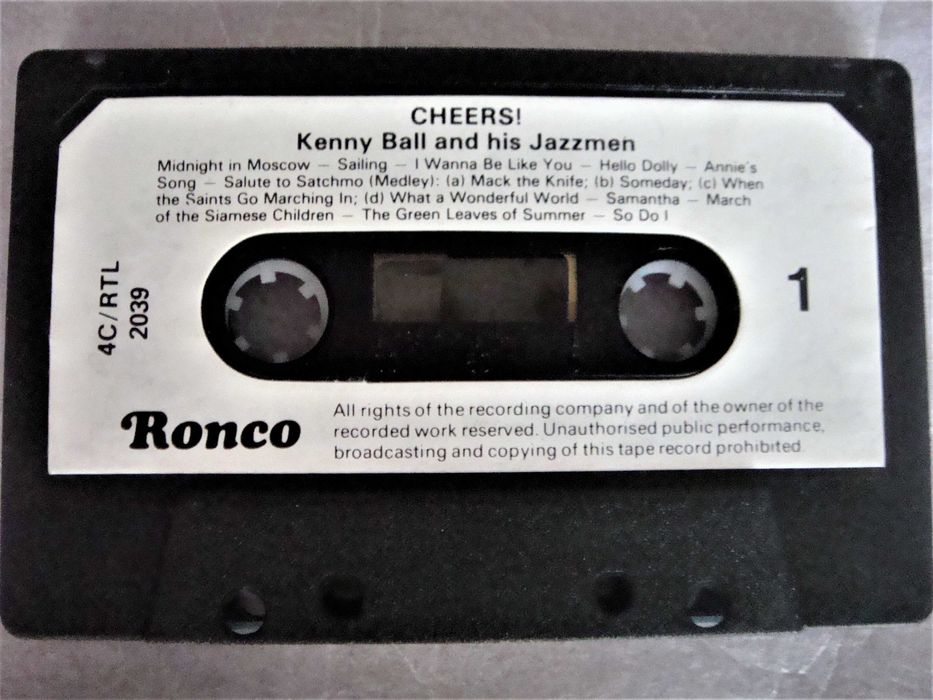 CHEERS!
Kenny Ball and his Jazzmen
Midnight in Moscow – Sailing – I Wanna Be Like You – Hello Dolly – Annie's
Song – Salute to Satchmo (Medley): (a) Mack the Knife; (b) Someday; (c) When
the Saints Go Marching In; (d) What a Wonderful World – Samantha – March
of the Siamese Children – The Green Leaves of Summer – So Do I
4C/RTL
2039
1
Ronco
All rights of the recording company and of the owner of the
recorded work reserved. Unauthorised public performance,
broadcasting and copying of this tape record prohibited.